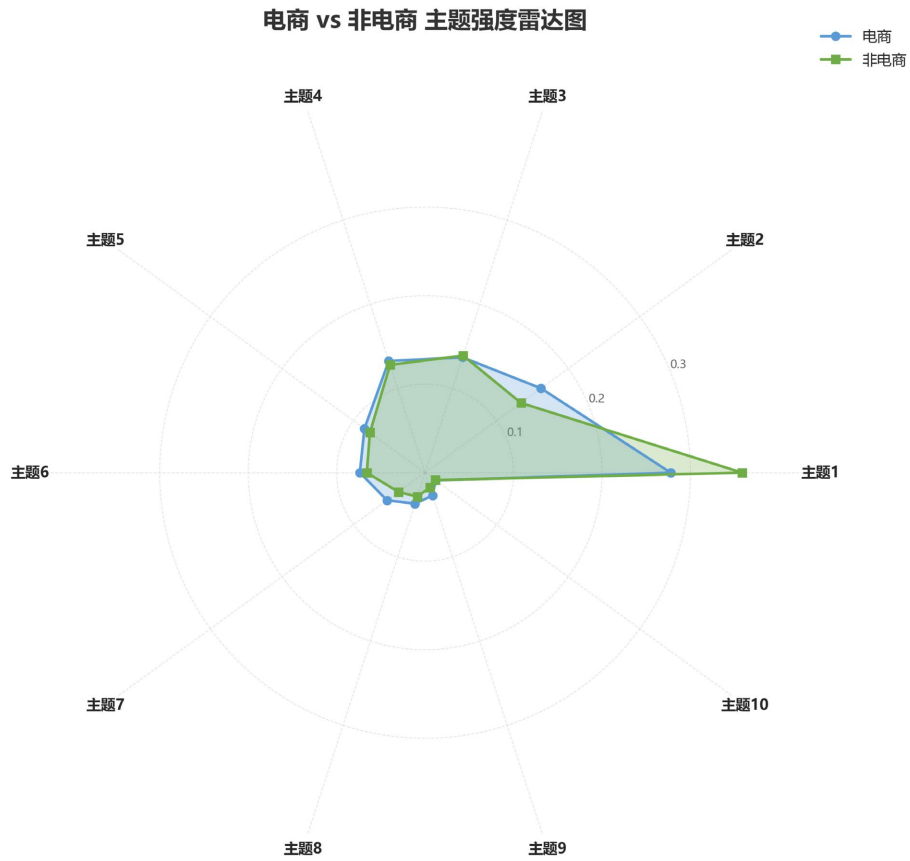 电商 vs 非电商 主题强度雷达图
电商
非电商
主题4
主题3
主题5
主题2
0.3
0.2
0.1
主题6
主题1
主题7
主题10
主题8
主题9